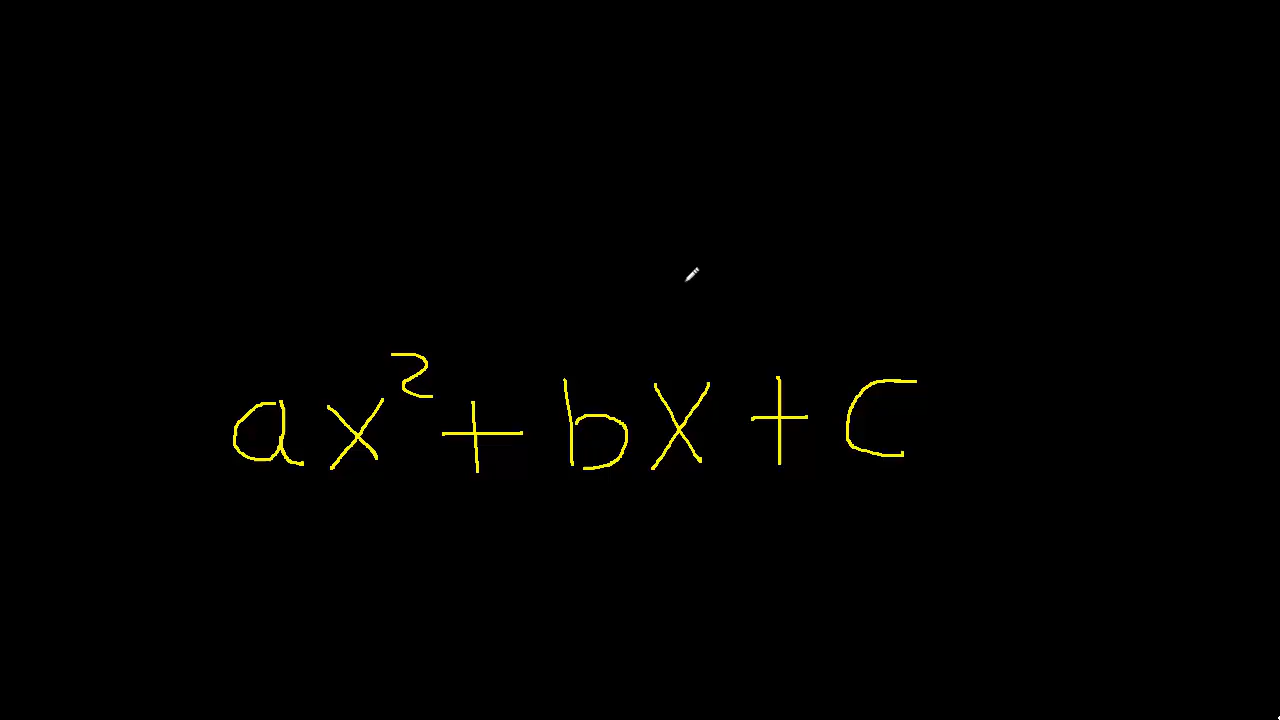 ax² + bx + c